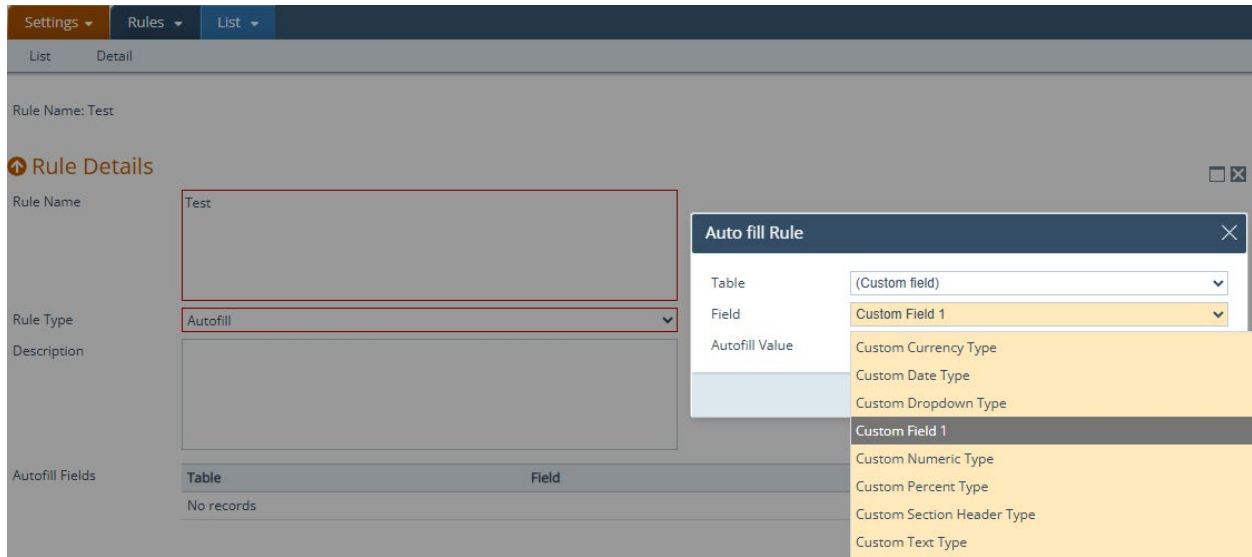 Settings Rules List
List Detail
Rule Name: Test
Rule Details
Rule Name Test
Auto fill Rule
Table (Custom field)
Rule Type Autofill
Field Custom Field 1
Description
Autofill Value
Custom Currency Type
Custom Date Type
Custom Dropdown Type
Custom Field 1
Custom Numeric Type
Custom Percent Type
Custom Section Header Type
Custom Text Type
Autofill Fields Table Field
No records